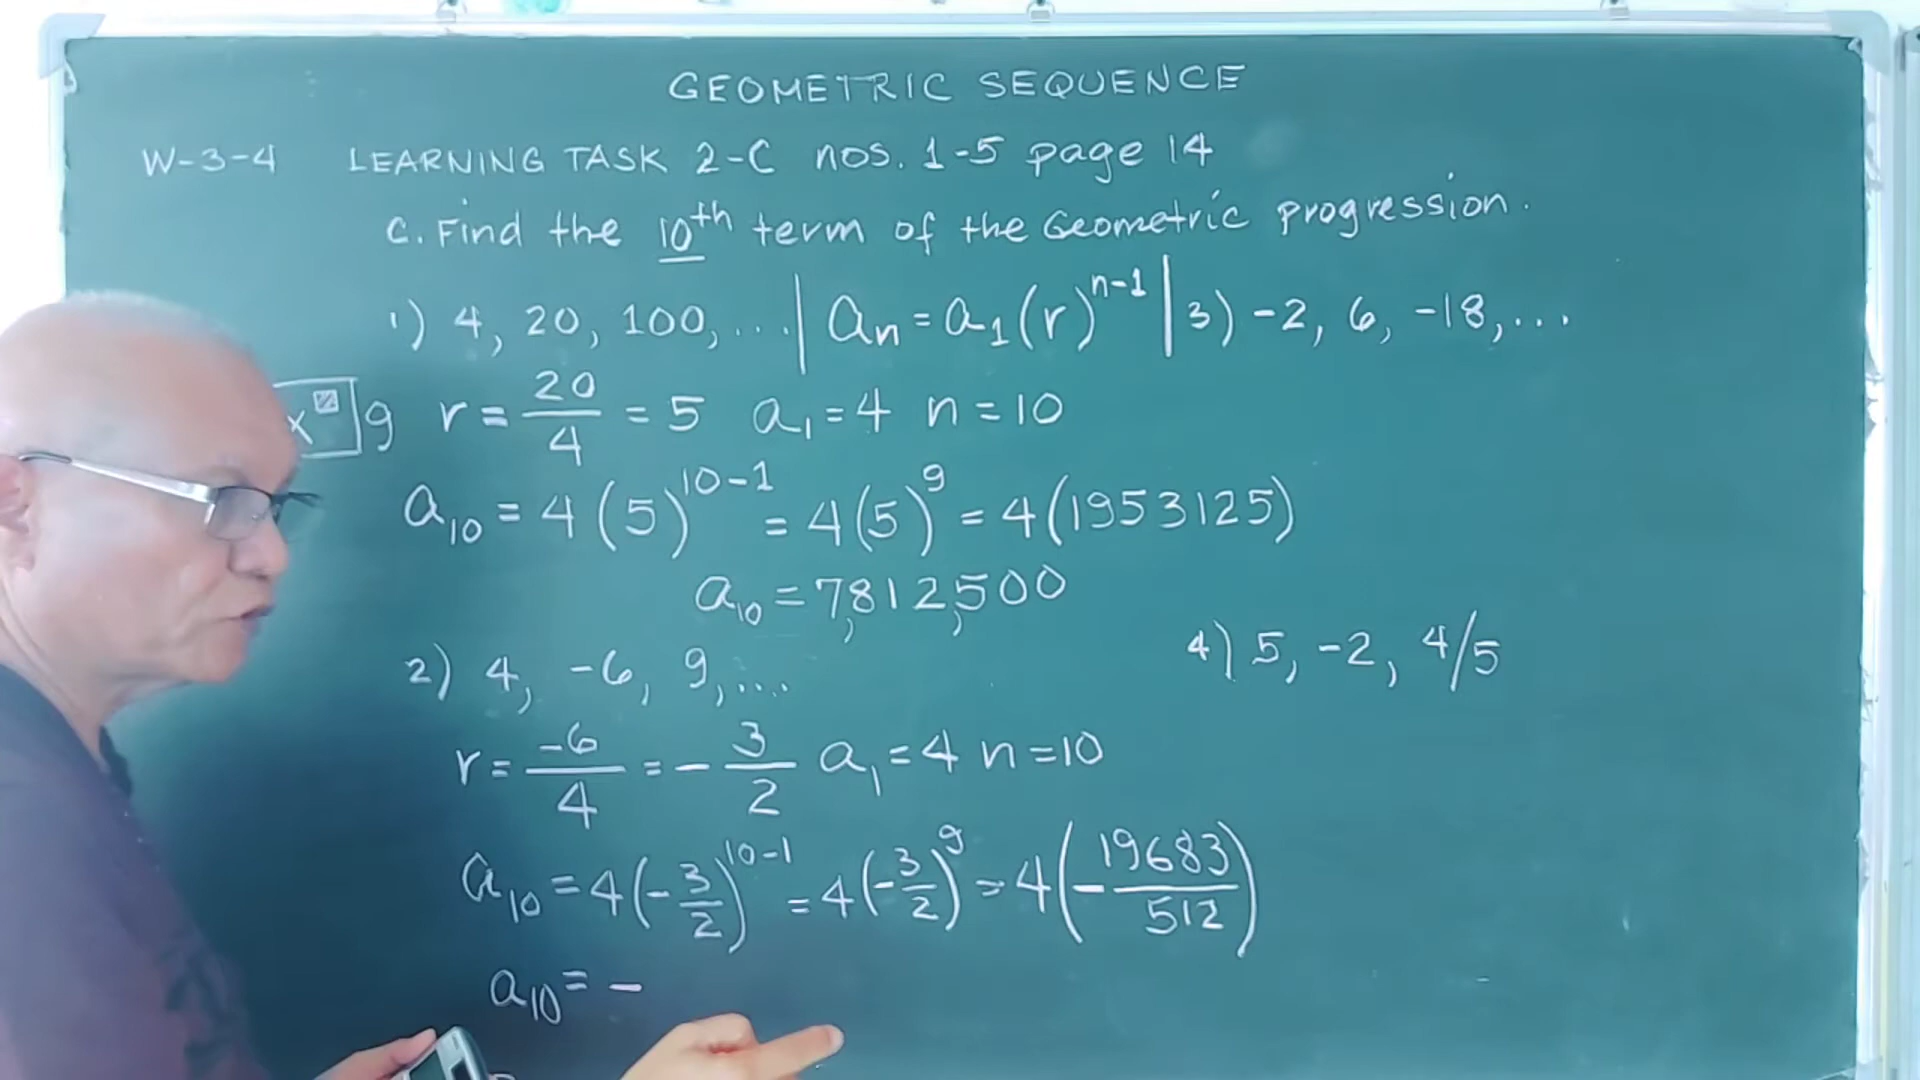 GEOMETRIC SEQUENCE
W-3-4 LEARNING TASK 2-C nos. 1-5 page 14
C. Find the 10th term of the Geometric progression.
1) 4, 20, 100, ... | an = a1(r)^n-1 | 3) -2, 6, -18, ...
x 9 r = 20/4 = 5 a1 = 4 n = 10
a10 = 4(5)^10-1 = 4(5)^9 = 4(1953125)
a10 = 7,812,500
2) 4, -6, 9, ....
4) 5, -2, 4/5
r = -6/4 = -3/2 a1 = 4 n = 10
a10 = 4(-3/2)^10-1 = 4(-3/2)^9 = 4(-19683/512)
a10 = -